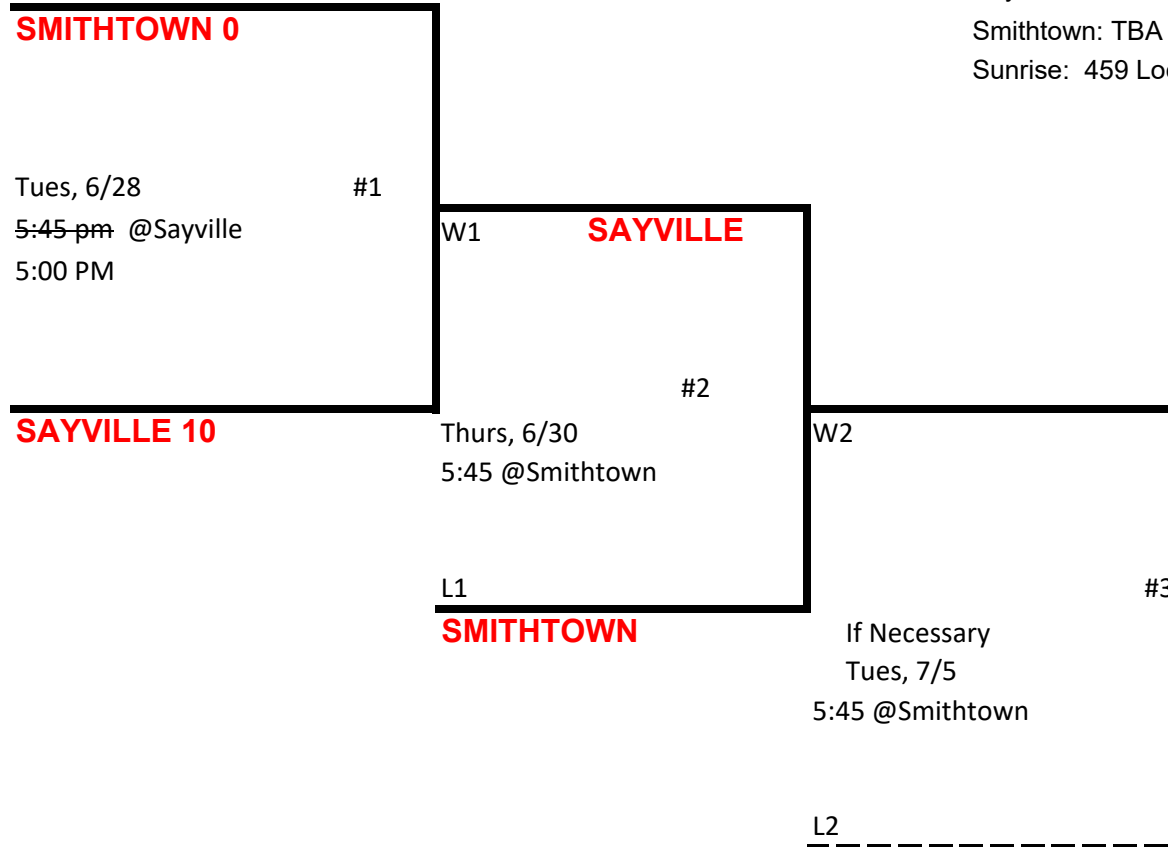 SMITHTOWN 0
Smithtown: TBA
Sunrise: 459
Tues, 6/28 #1
5:45 pm @Sayville
5:00 PM
W1 SAYVILLE
#2
SAYVILLE 10
Thurs, 6/30
5:45 @Smithtown
W2
L1
#3
SMITHTOWN
If Necessary
Tues, 7/5
5:45 @Smithtown
L2